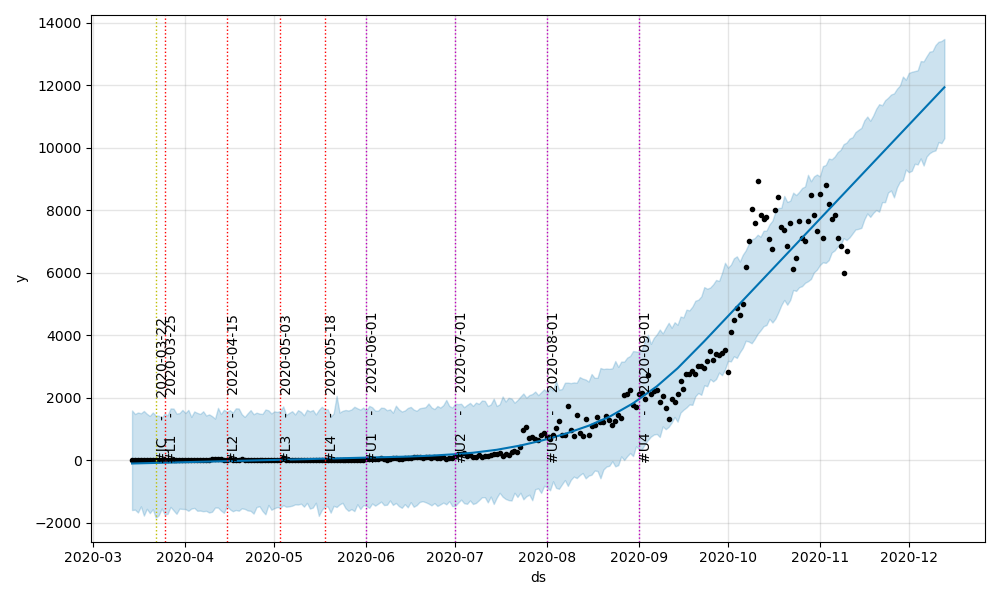 14000
12000
10000
8000
6000
4000
2000
0
−2000
y
#JC - 2020-03-22
#L1 - 2020-03-25
#L2 - 2020-04-15
#L3 - 2020-05-03
#L4 - 2020-05-18
#U1 - 2020-06-01
#U2 - 2020-07-01
#U3 - 2020-08-01
#U4 - 2020-09-01
2020-03 2020-04 2020-05 2020-06 2020-07 2020-08 2020-09 2020-10 2020-11 2020-12
ds